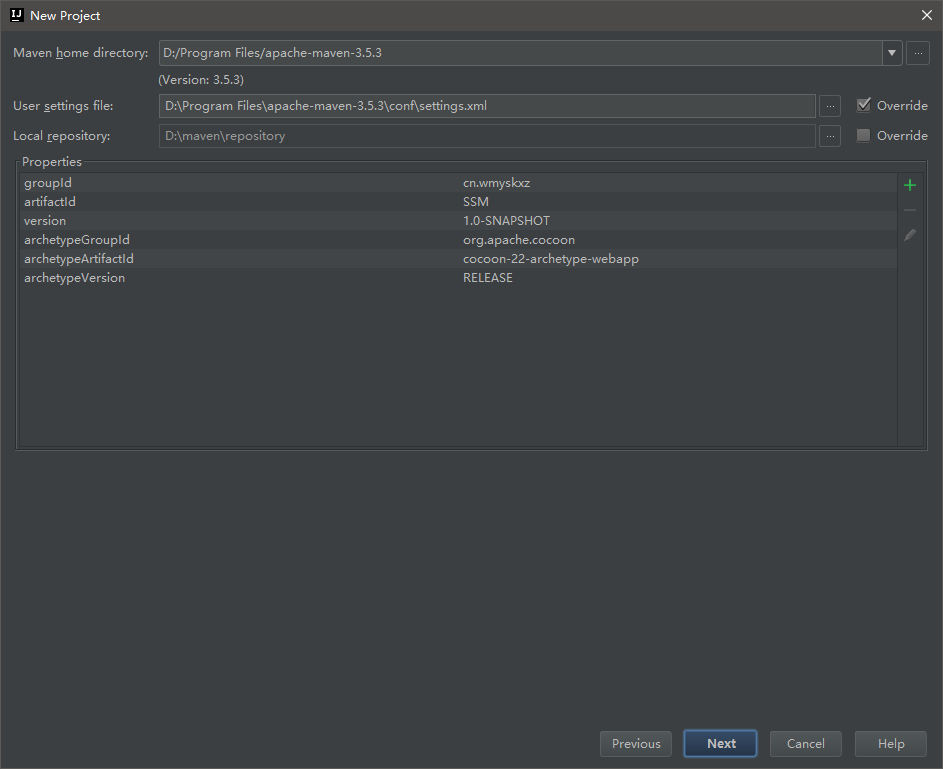 New Project
Maven home directory: D:/Program Files/apache-maven-3.5.3 ...
(Version: 3.5.3)
User settings file: D:\Program Files\apache-maven-3.5.3\conf\settings.xml ... Override
Local repository: D:\maven\repository ... Override
Properties
groupId cn.wmyskxz
artifactId SSM
version 1.0-SNAPSHOT
archetypeGroupId org.apache.cocoon
archetypeArtifactId cocoon-22-archetype-webapp
archetypeVersion RELEASE
Previous Next Cancel Help